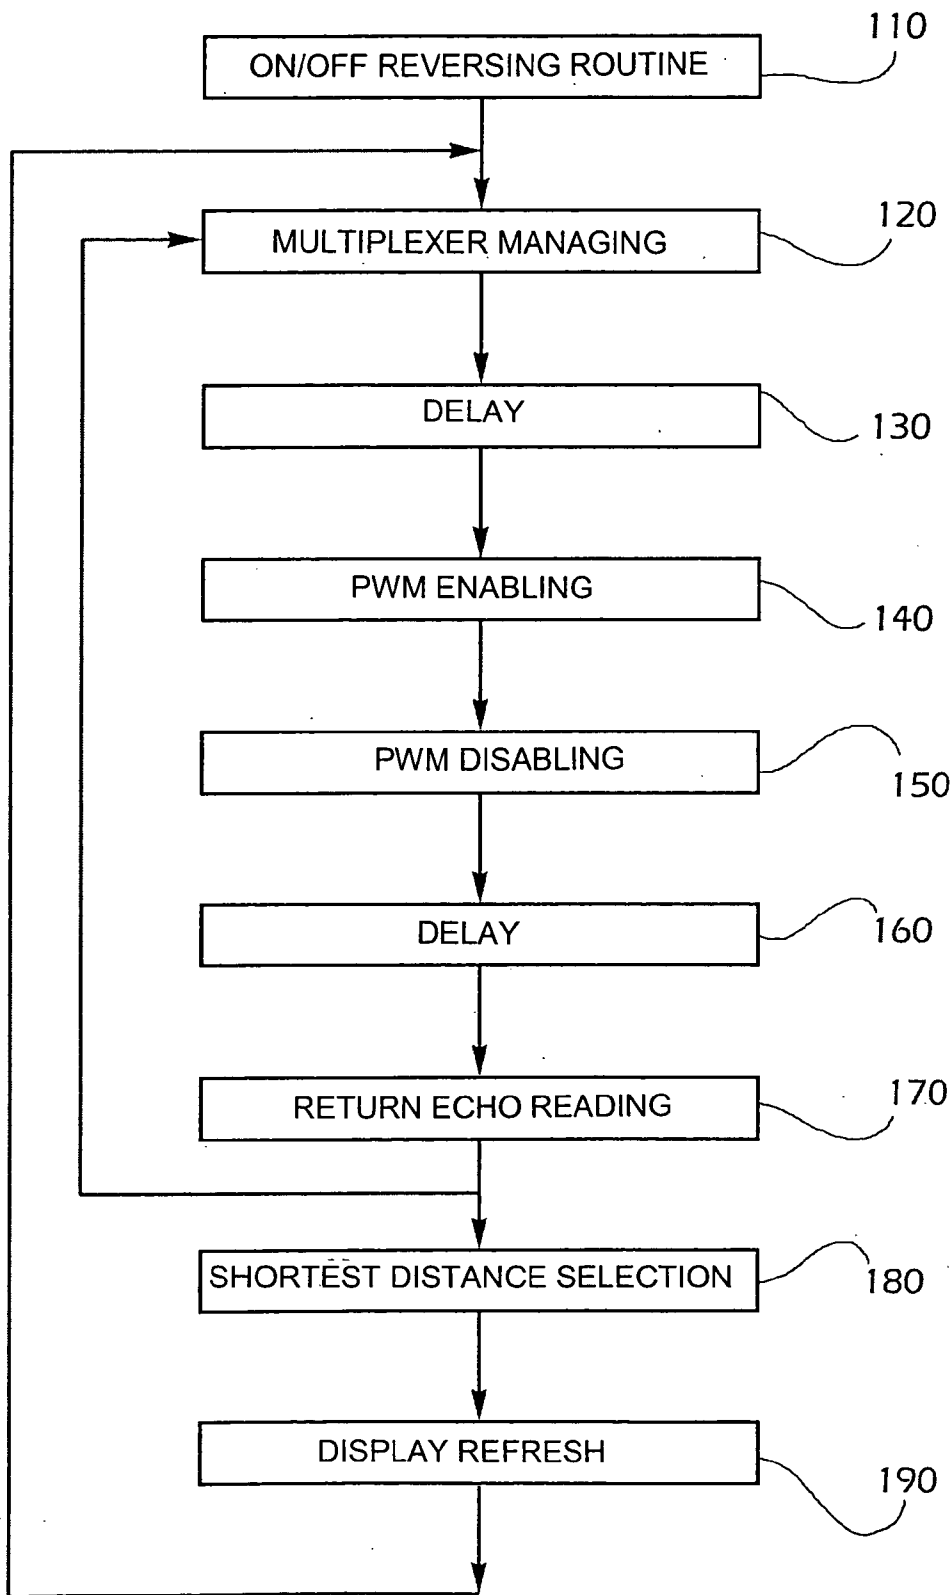 110
ON/OFF REVERSING ROUTINE
120
MULTIPLEXER MANAGING
DELAY
130
PWM ENABLING
140
PWM DISABLING
150
DELAY
160
RETURN ECHO READING
170
SHORTEST DISTANCE SELECTION
180
DISPLAY REFRESH
190